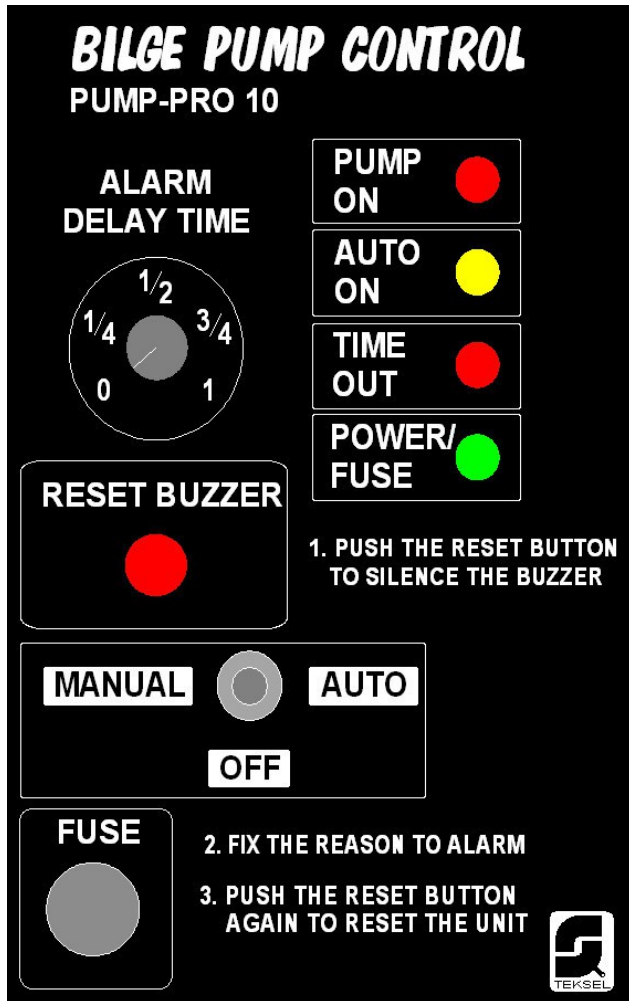 BILGE PUMP CONTROL
PUMP-PRO 10
ALARM
DELAY TIME
0
1/4
1/2
3/4
1
PUMP
ON
AUTO
ON
TIME
OUT
POWER/
FUSE
RESET BUZZER
1. PUSH THE RESET BUTTON
TO SILENCE THE BUZZER
MANUAL
AUTO
OFF
FUSE
2. FIX THE REASON TO ALARM
3. PUSH THE RESET BUTTON
AGAIN TO RESET THE UNIT
TEKSEL